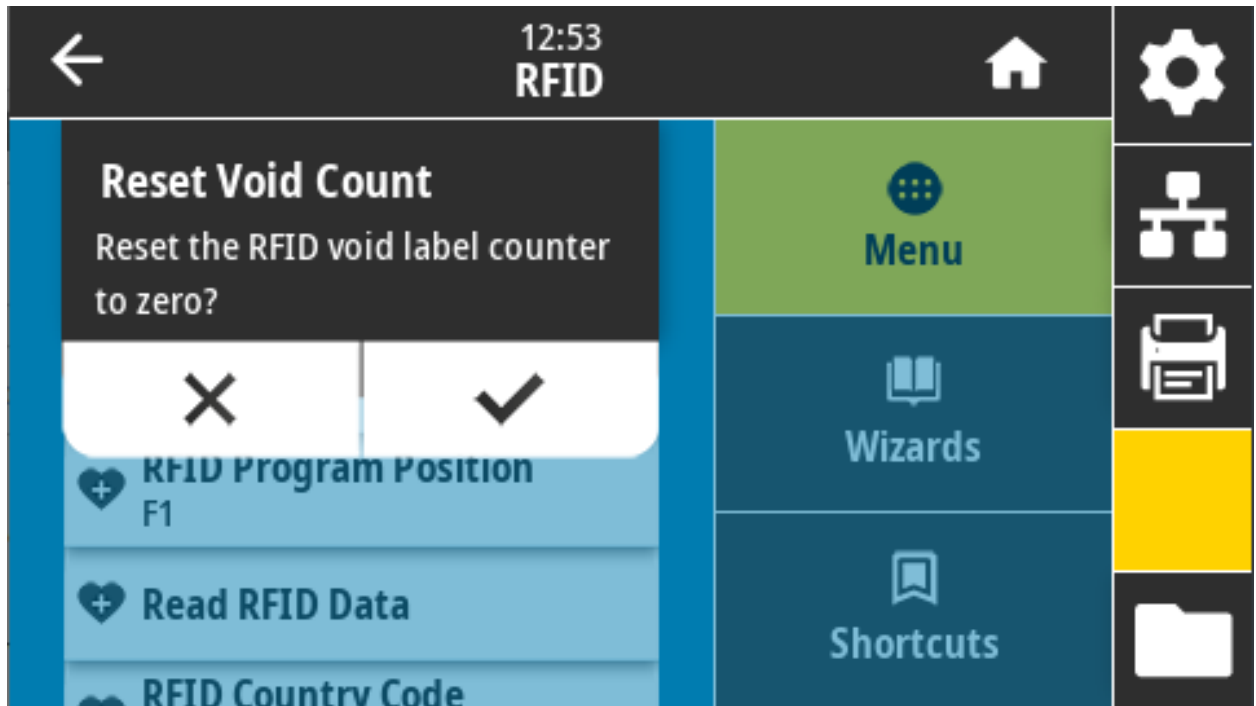 12:53
RFID
Reset Void Count
Reset the RFID void label counter
to zero?
RFID Program Position
F1
Read RFID Data
RFID Country Code
Menu
Wizards
Shortcuts